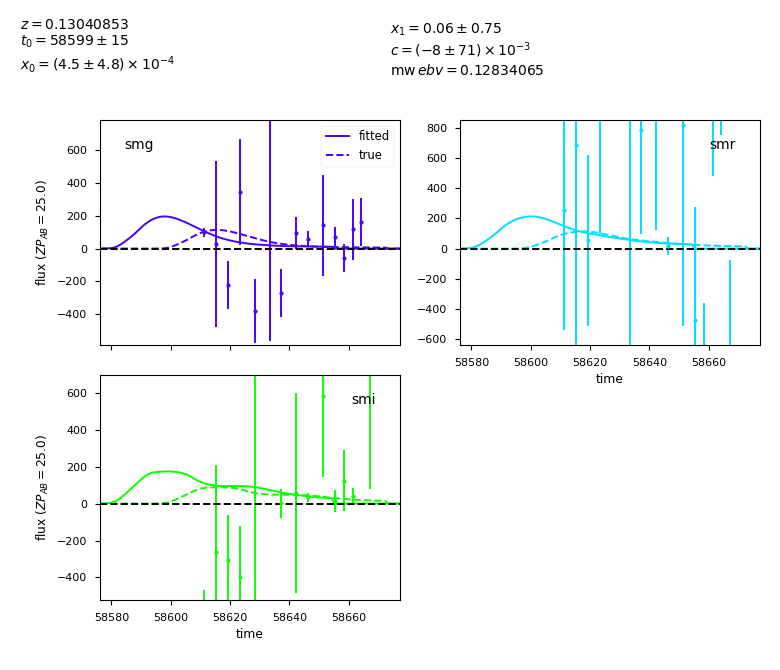 z = 0.13040853
t₀ = 58599 ± 15
x₀ = (4.5 ± 4.8) × 10⁻⁴
x₁ = 0.06 ± 0.75
c = (−8 ± 71) × 10⁻³
mw ebv = 0.12834065
smg
fitted
true
600
400
200
0
−200
−400
flux (ZP_AB = 25.0)
smr
800
600
400
200
0
−200
−400
−600
58580 58600 58620 58640 58660
time
smi
600
400
200
0
−200
−400
flux (ZP_AB = 25.0)
58580 58600 58620 58640 58660
time